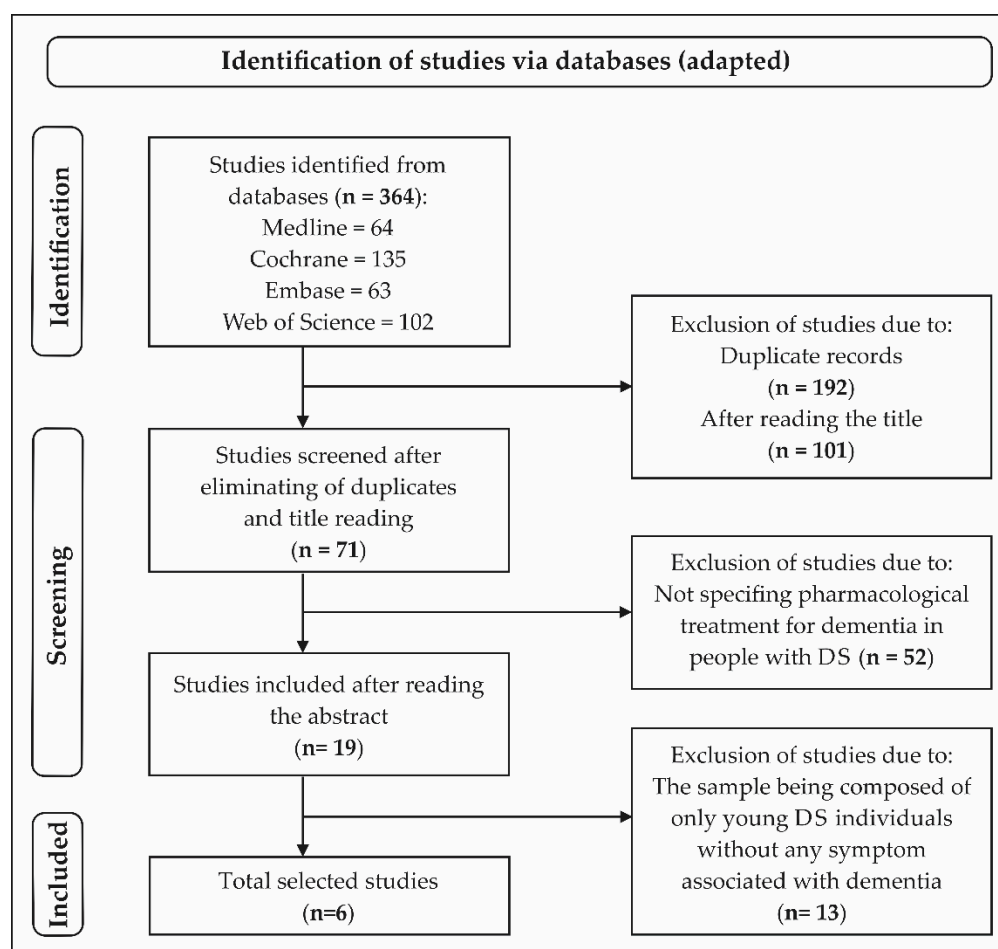 Identification of studies via databases (adapted)
Identification
Studies identified from
databases (n = 364):
Medline = 64
Cochrane = 135
Embase = 63
Web of Science = 102
Exclusion of studies due to:
Duplicate records
(n = 192)
After reading the title
(n = 101)
Screening
Studies screened after
eliminating of duplicates
and title reading
(n = 71)
Exclusion of studies due to:
Not specifing pharmacological
treatment for dementia in
people with DS (n = 52)
Studies included after reading
the abstract
(n= 19)
Exclusion of studies due to:
The sample being composed of
only young DS individuals
without any symptom
associated with dementia
(n= 13)
Included
Total selected studies
(n=6)